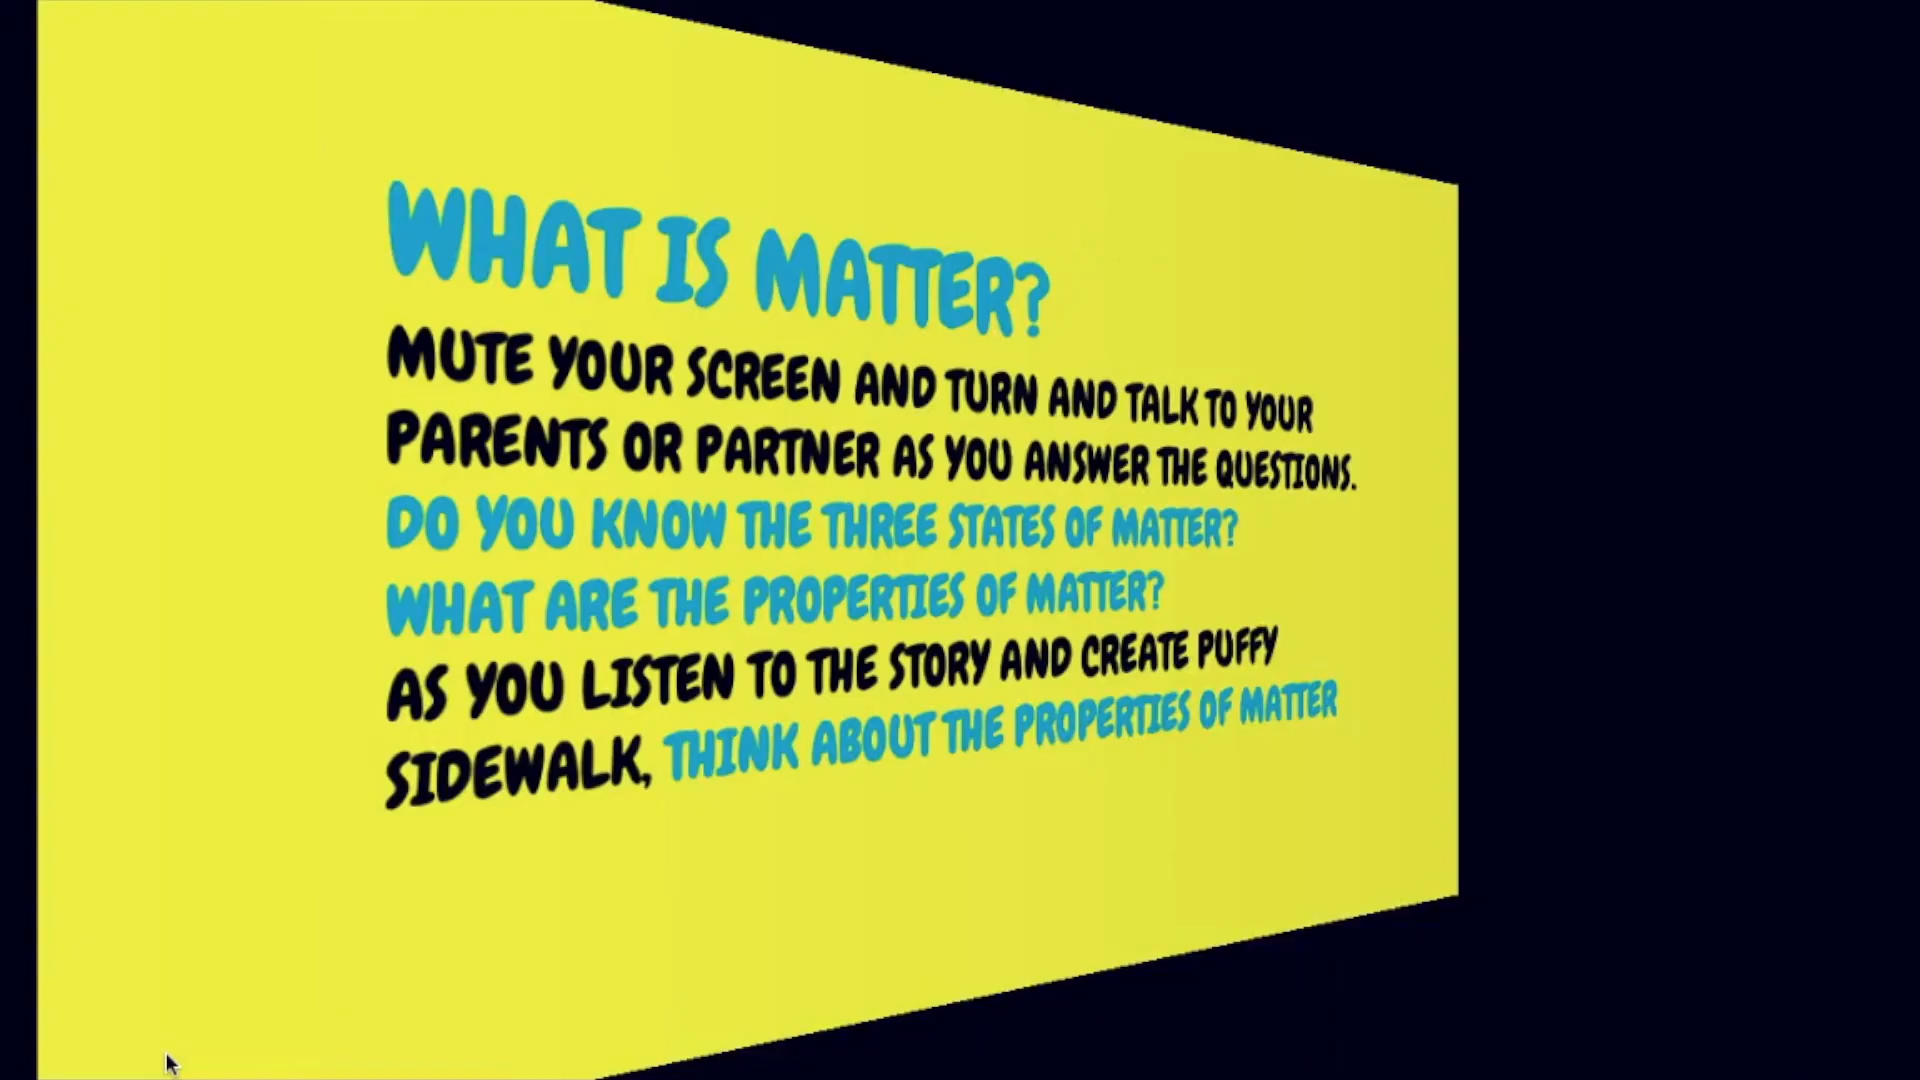 WHAT IS MATTER?
MUTE YOUR SCREEN AND TURN AND TALK TO YOUR
PARENTS OR PARTNER AS YOU ANSWER THE QUESTIONS.
DO YOU KNOW THE THREE STATES OF MATTER?
WHAT ARE THE PROPERTIES OF MATTER?
AS YOU LISTEN TO THE STORY AND CREATE PUFFY
SIDEWALK, THINK ABOUT THE PROPERTIES OF MATTER